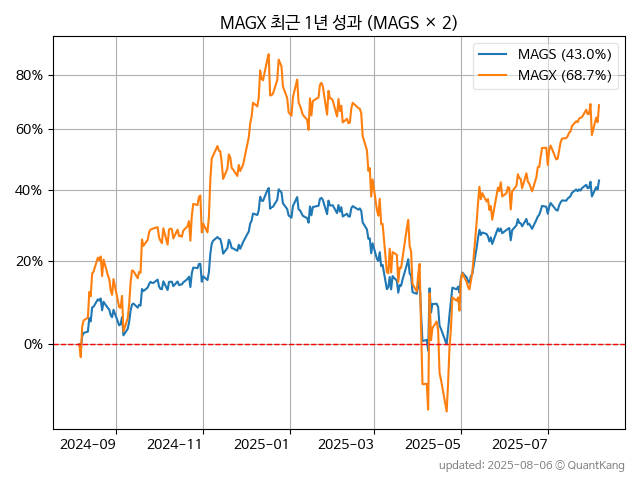 MAGX 최근 1년 성과 (MAGS × 2)
MAGS (43.0%)
MAGX (68.7%)
80%
60%
40%
20%
0%
2024-09 2024-11 2025-01 2025-03 2025-05 2025-07
updated: 2025-08-06 © QuantKang